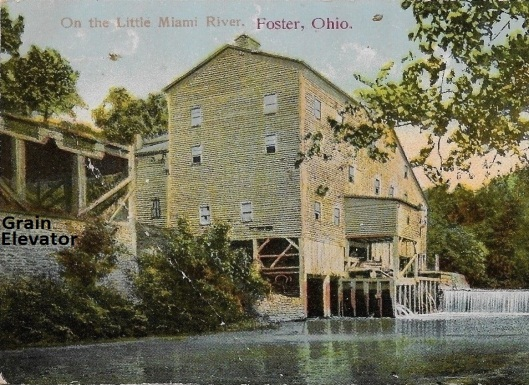 On the Little Miami River. Foster, Ohio.
Grain
Elevator